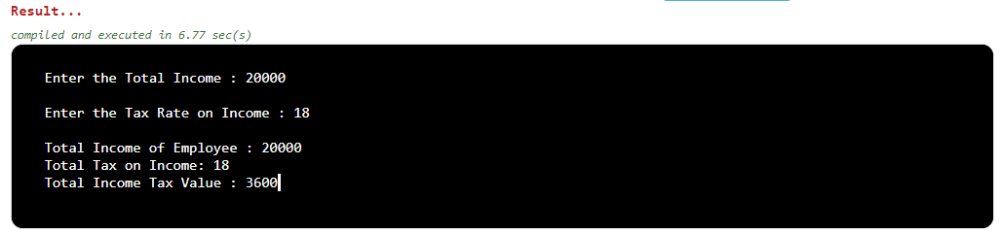 Result...
compiled and executed in 6.77 sec(s)
Enter the Total Income : 20000
Enter the Tax Rate on Income : 18
Total Income of Employee : 20000
Total Tax on Income: 18
Total Income Tax Value : 3600